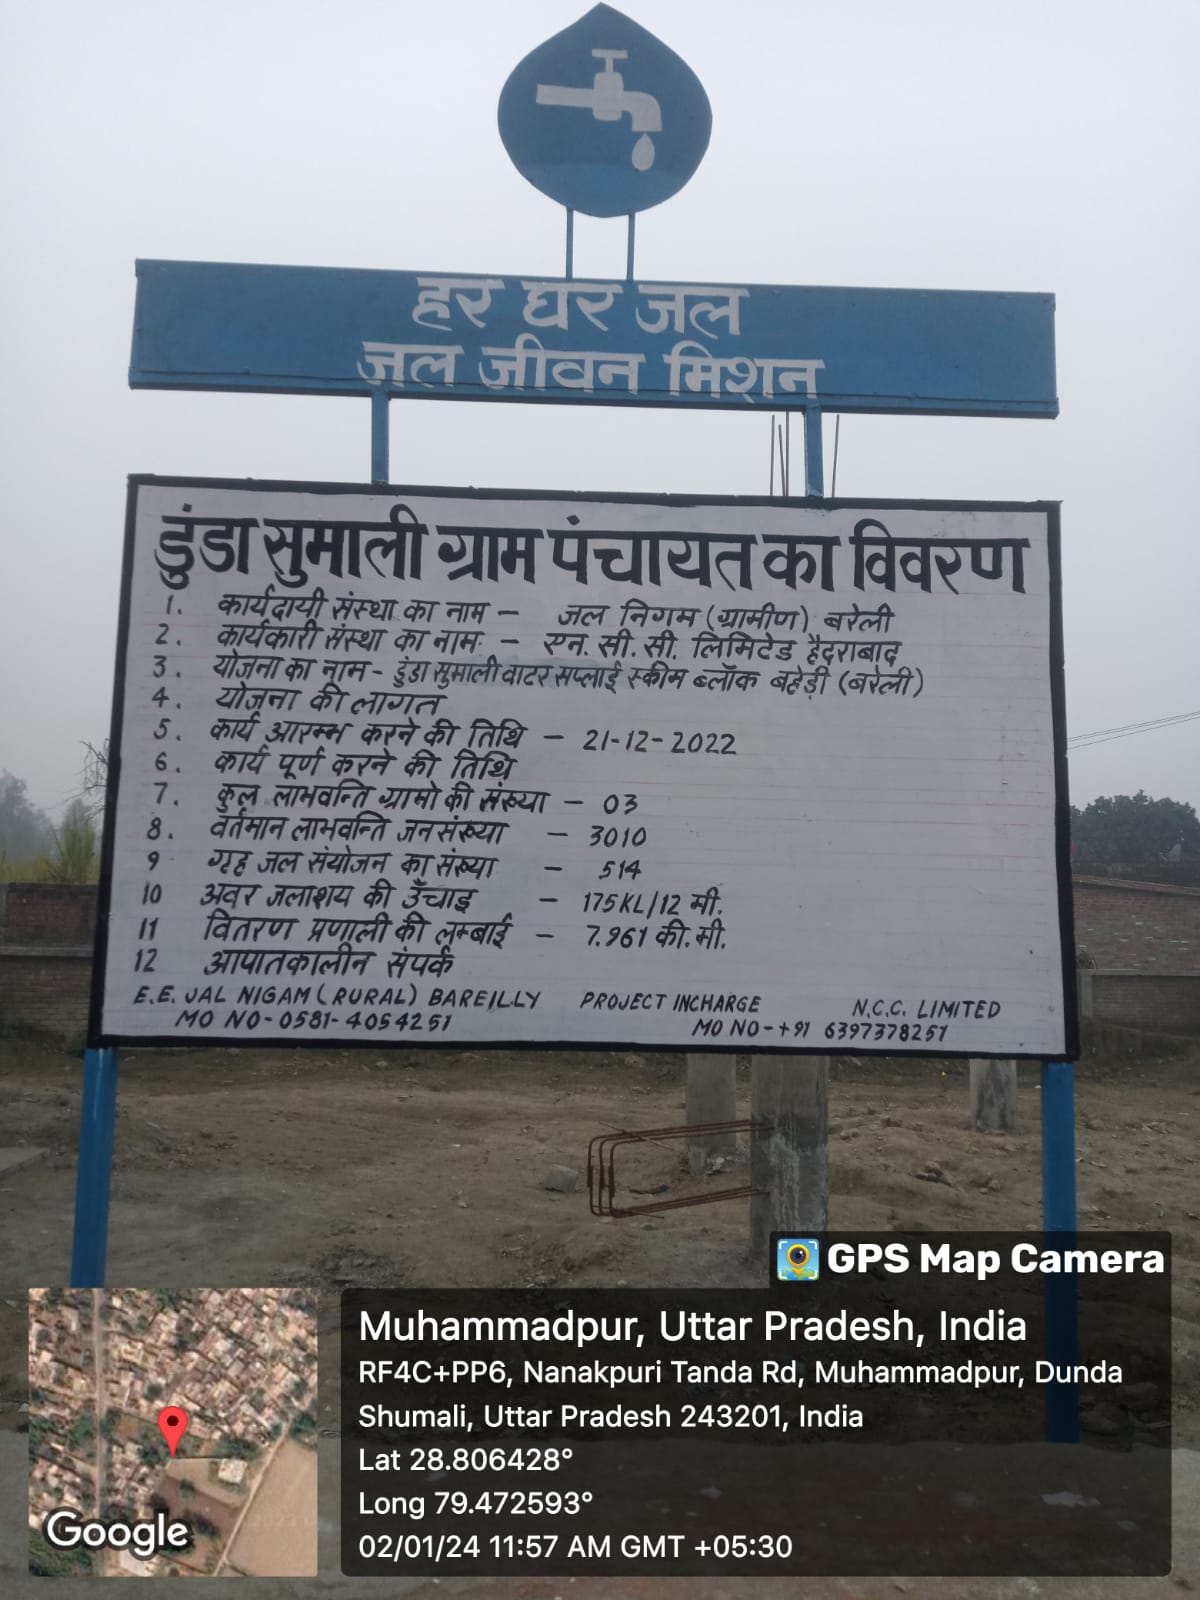 हर घर जल
जल जीवन मिशन
डुंडा सुमाली ग्राम पंचायत का विवरण
1. कार्यदायी संस्था का नाम - जल निगम (ग्रामीण) बरेली
2. कार्यकारी संस्था का नाम - एन. सी. सी. लिमिटेड हैदराबाद
3. योजना का नाम - डुंडा सुमाली वाटर सप्लाई स्कीम ब्लॉक बहेड़ी (बरेली)
4. योजना की लागत
5. कार्य आरम्भ करने की तिथि - 21-12-2022
6. कार्य पूर्ण करने की तिथि
7. कुल लाभवन्ति ग्रामो की संख्या - 03
8. वर्तमान लाभवन्ति जनसंख्या - 3010
9 गृह जल संयोजन का संख्या - 514
10 अवर जलाशय की उँचाइ - 175KL/12 मी.
11 वितरण प्रणाली की लम्बाई - 7.961 की.मी.
12 आपातकालीन संपर्क
E.E. JAL NIGAM (RURAL) BAREILLY PROJECT INCHARGE N.C.C. LIMITED
MO NO-0581-4054251 MO NO-+91 6397378251
GPS Map Camera
Muhammadpur, Uttar Pradesh, India
RF4C+PP6, Nanakpuri Tanda Rd, Muhammadpur, Dunda
Shumali, Uttar Pradesh 243201, India
Lat 28.806428°
Long 79.472593°
02/01/24 11:57 AM GMT +05:30
Google